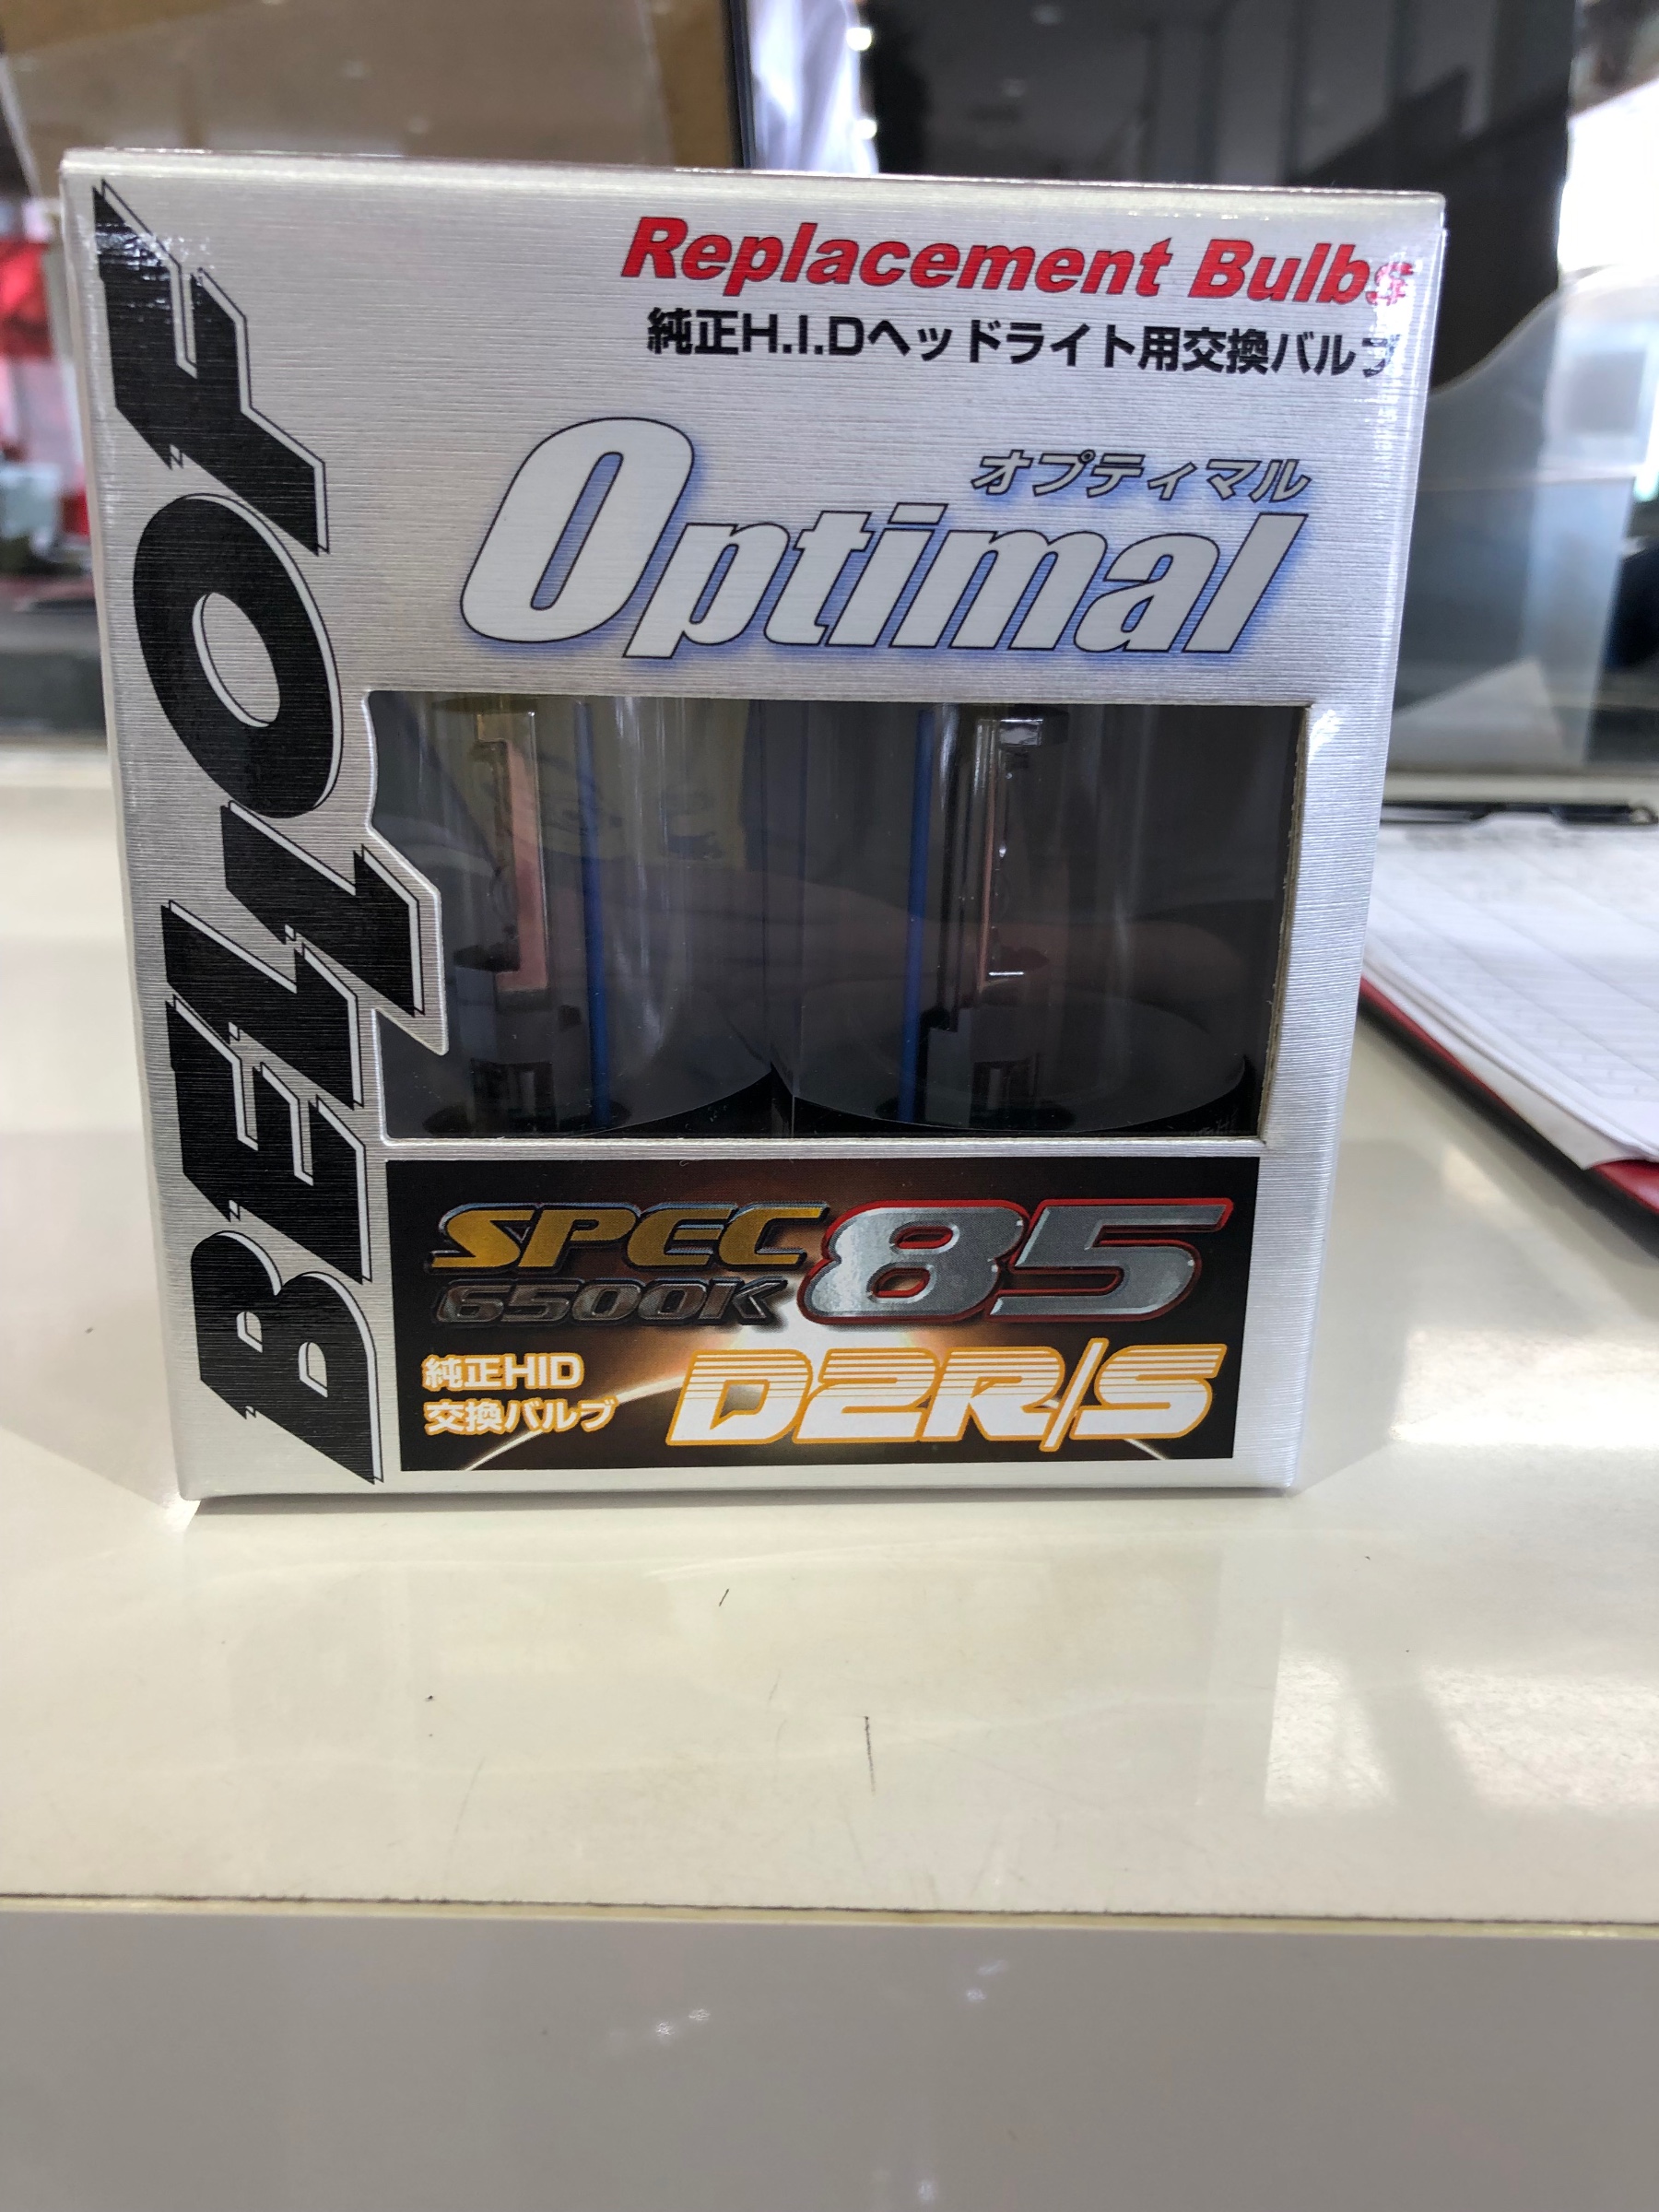 BELLOF
Replacement Bulbs
純正H.I.Dヘッドライト用交換バルブ
オプティマル
Optimal
SPEC 85
6500K
純正HID
交換バルブ
D2R/S